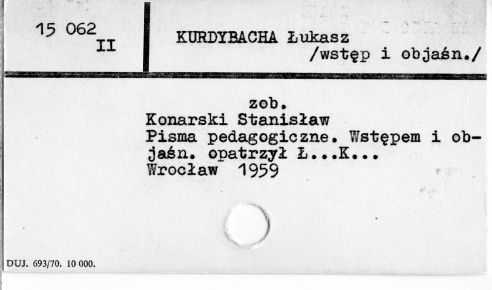 15 062
II
KURDYBACHA Łukasz
/wstęp i objaśn./
zob.
Konarski Stanisław
Pisma pedagogiczne. Wstępem i ob-
jaśn. opatrzył Ł...K...
Wrocław 1959
DUJ. 693/70. 10 000.